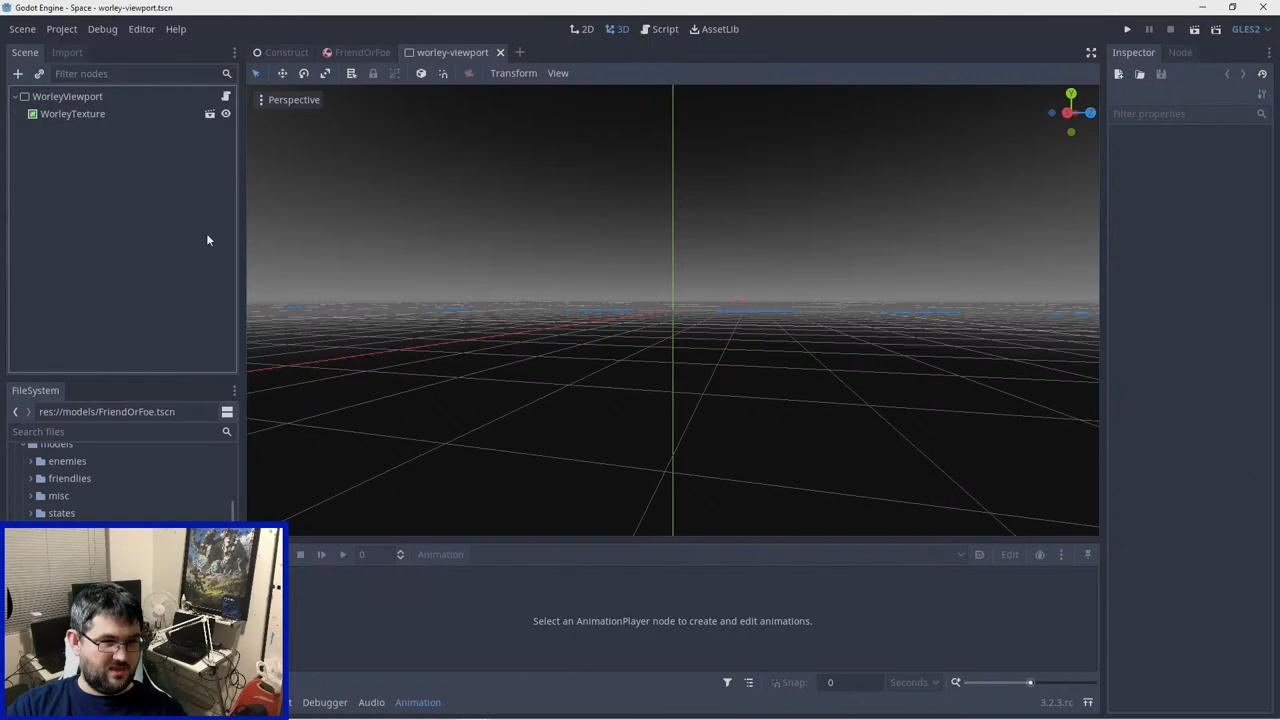 Godot Engine - Space - worley-viewport.tscn
Scene Project Debug Editor Help
2D 3D Script AssetLib
GLES2
Scene Import
Construct FriendOrFoe worley-viewport
Inspector Node
Filter nodes
Transform View
WorleyViewport
Perspective
Y
Z
Filter properties
WorleyTexture
FileSystem
res://models/FriendOrFoe.tscn
Search files
models
enemies
friendlies
misc
states
0 Animation Edit
Select an AnimationPlayer node to create and edit animations.
Snap: 0 Seconds
Debugger Audio Animation 3.2.3.rc